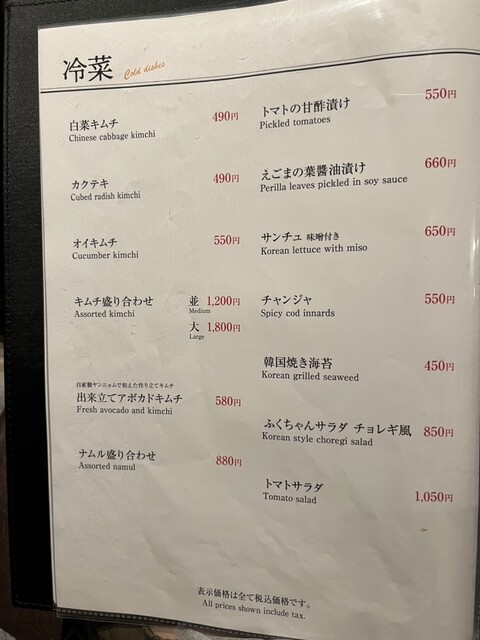 冷菜 Cold dishes
白菜キムチ 490円
Chinese cabbage kimchi
カクテキ 490円
Cubed radish kimchi
オイキムチ 550円
Cucumber kimchi
キムチ盛り合わせ 並 1,200円
Assorted kimchi Medium
大 1,800円
Large
自家製ヤンニョムで和えた作り立てキムチ
出来立てアボカドキムチ 580円
Fresh avocado and kimchi
ナムル盛り合わせ 880円
Assorted namul
トマトの甘酢漬け 550円
Pickled tomatoes
えごまの葉醬油漬け 660円
Perilla leaves pickled in soy sauce
サンチュ 味噌付き 650円
Korean lettuce with miso
チャンジャ 550円
Spicy cod innards
韓国焼き海苔 450円
Korean grilled seaweed
ふくちゃんサラダ チョレギ風 850円
Korean style choregi salad
トマトサラダ 1,050円
Tomato salad
表示価格は全て税込価格です。
All prices shown include tax.